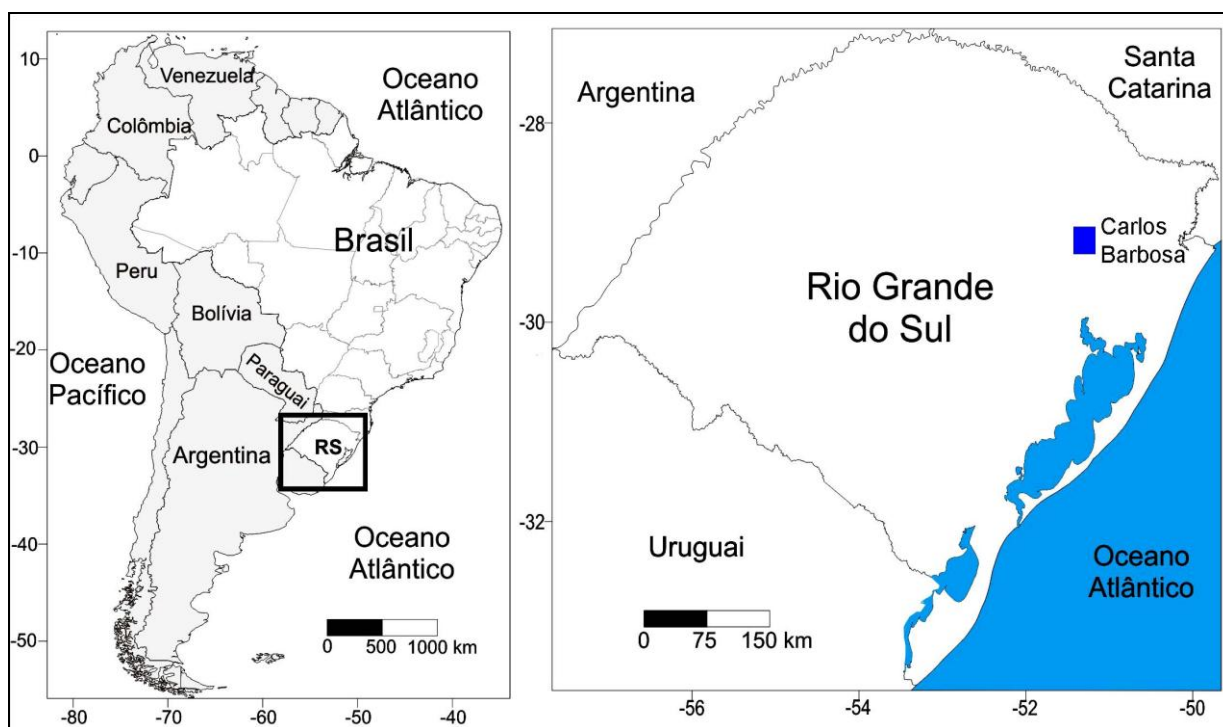 10
0
-10
-20
-30
-40
-50
-80
-70
-60
-50
-40
Venezuela
Oceano
Atlântico
Colômbia
Brasil
Peru
Bolívia
Oceano
Pacífico
Paraguai
Argentina
RS
Oceano
Atlântico
0 500 1000 km
-28
-30
-32
-56
-54
-52
-50
Argentina
Santa
Catarina
Carlos
Barbosa
Rio Grande
do Sul
Uruguai
Oceano
Atlântico
0 75 150 km